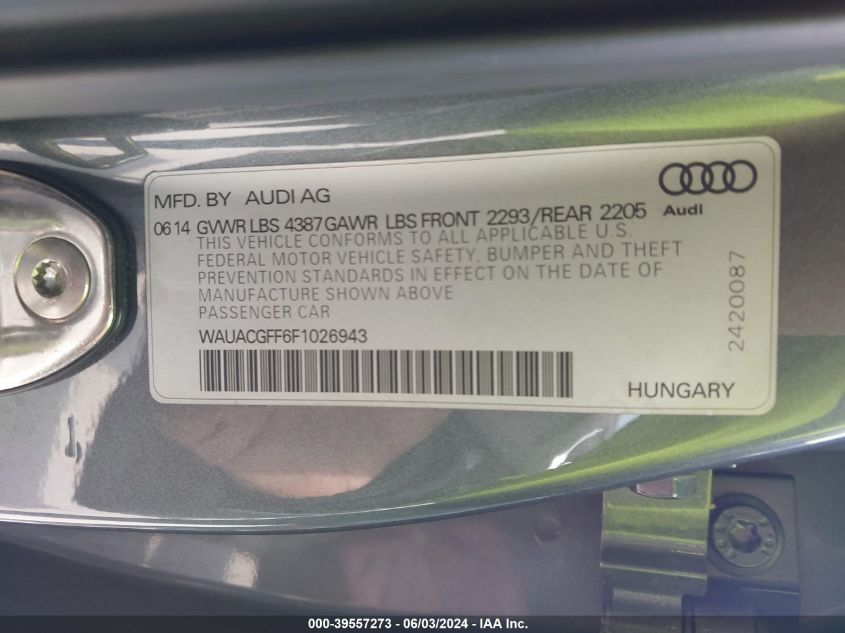 MFD. BY AUDI AG
Audi
06 14 GVWR LBS 4387 GAWR LBS FRONT 2293/REAR 2205
THIS VEHICLE CONFORMS TO ALL APPLICABLE U.S.
FEDERAL MOTOR VEHICLE SAFETY, BUMPER AND THEFT
PREVENTION STANDARDS IN EFFECT ON THE DATE OF
MANUFACTURE SHOWN ABOVE
PASSENGER CAR
WAUACGFF6F1026943
HUNGARY
2420087
000-39557273 - 06/03/2024 - IAA Inc.